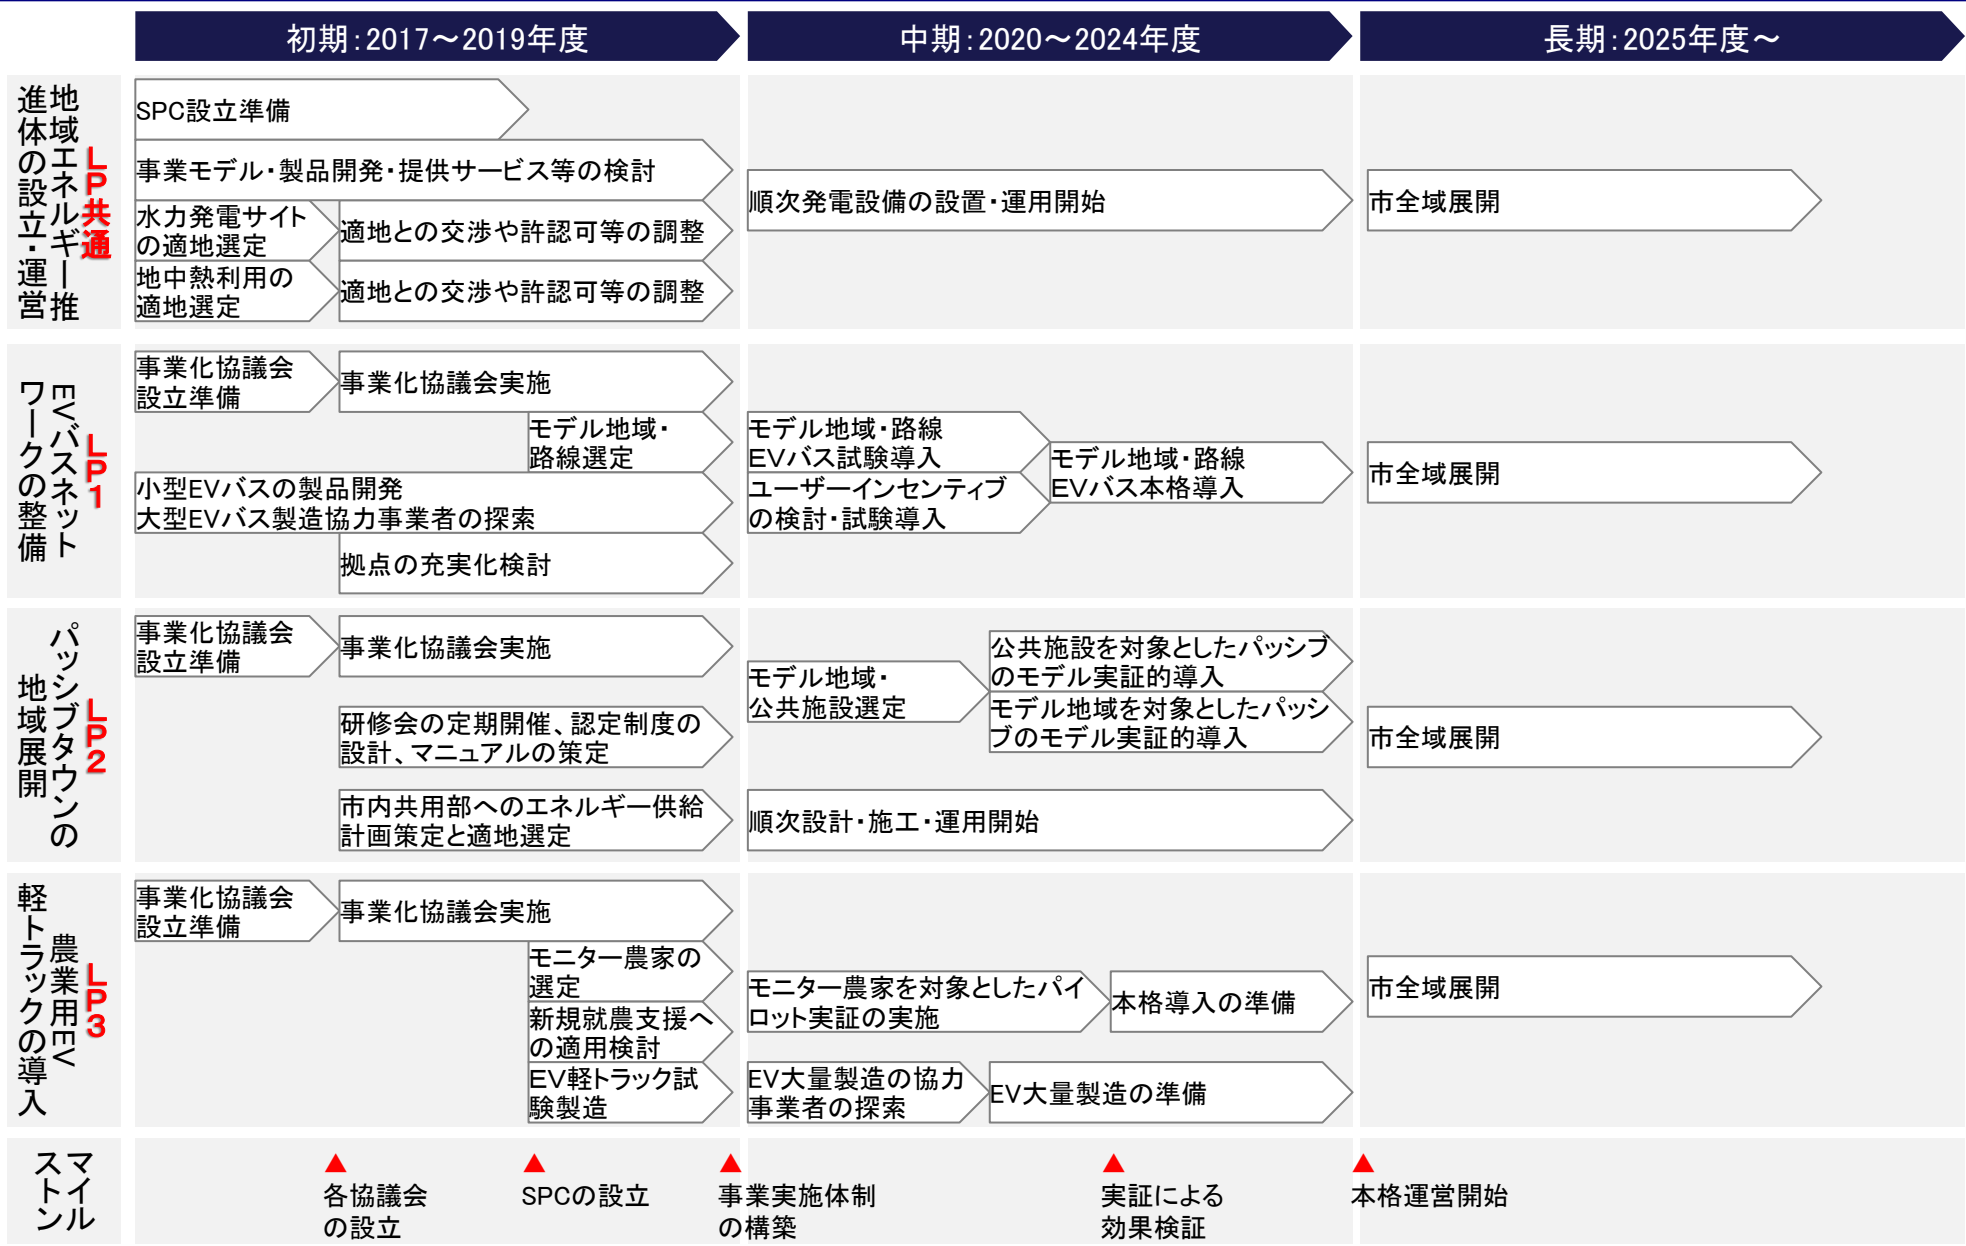 初期：2017～2019年度
中期：2020～2024年度
長期：2025年度～
LP共通
地域エネルギー推
進体の設立・運営
SPC設立準備
事業モデル・製品開発・提供サービス等の検討
水力発電サイト
の適地選定
適地との交渉や許認可等の調整
地中熱利用の
適地選定
適地との交渉や許認可等の調整
順次発電設備の設置・運用開始
市全域展開
LP1
EVバスネット
ワークの整備
事業化協議会
設立準備
事業化協議会実施
モデル地域・
路線選定
小型EVバスの製品開発
大型EVバス製造協力事業者の探索
拠点の充実化検討
モデル地域・路線
EVバス試験導入
ユーザーインセンティブ
の検討・試験導入
モデル地域・路線
EVバス本格導入
市全域展開
LP2
パッシブタウンの
地域展開
事業化協議会
設立準備
事業化協議会実施
研修会の定期開催、認定制度の
設計、マニュアルの策定
市内共用部へのエネルギー供給
計画策定と適地選定
モデル地域・
公共施設選定
公共施設を対象としたパッシブ
のモデル実証的導入
モデル地域を対象としたパッシ
ブのモデル実証的導入
順次設計・施工・運用開始
市全域展開
LP3
農業用EV
軽トラックの導入
事業化協議会
設立準備
事業化協議会実施
モニター農家の
選定
新規就農支援へ
の適用検討
EV軽トラック試
験製造
モニター農家を対象としたパイ
ロット実証の実施
本格導入の準備
EV大量製造の協力
事業者の探索
EV大量製造の準備
市全域展開
マイル
ストン
▲
各協議会
の設立
▲
SPCの設立
▲
事業実施体制
の構築
▲
実証による
効果検証
▲
本格運営開始